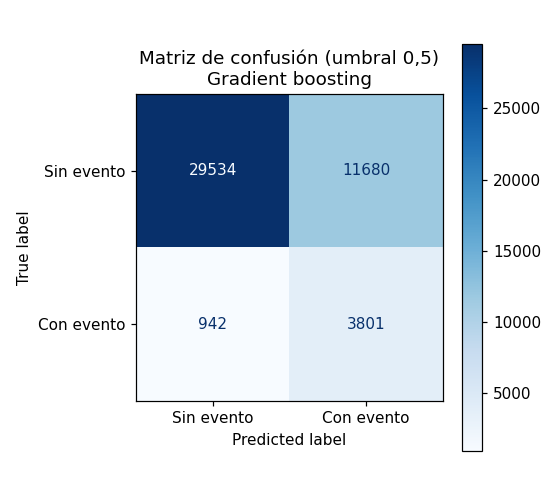 Matriz de confusión (umbral 0,5)
Gradient boosting
Sin evento
29534
11680
Con evento
942
3801
Sin evento
Con evento
Predicted label
True label
25000
20000
15000
10000
5000